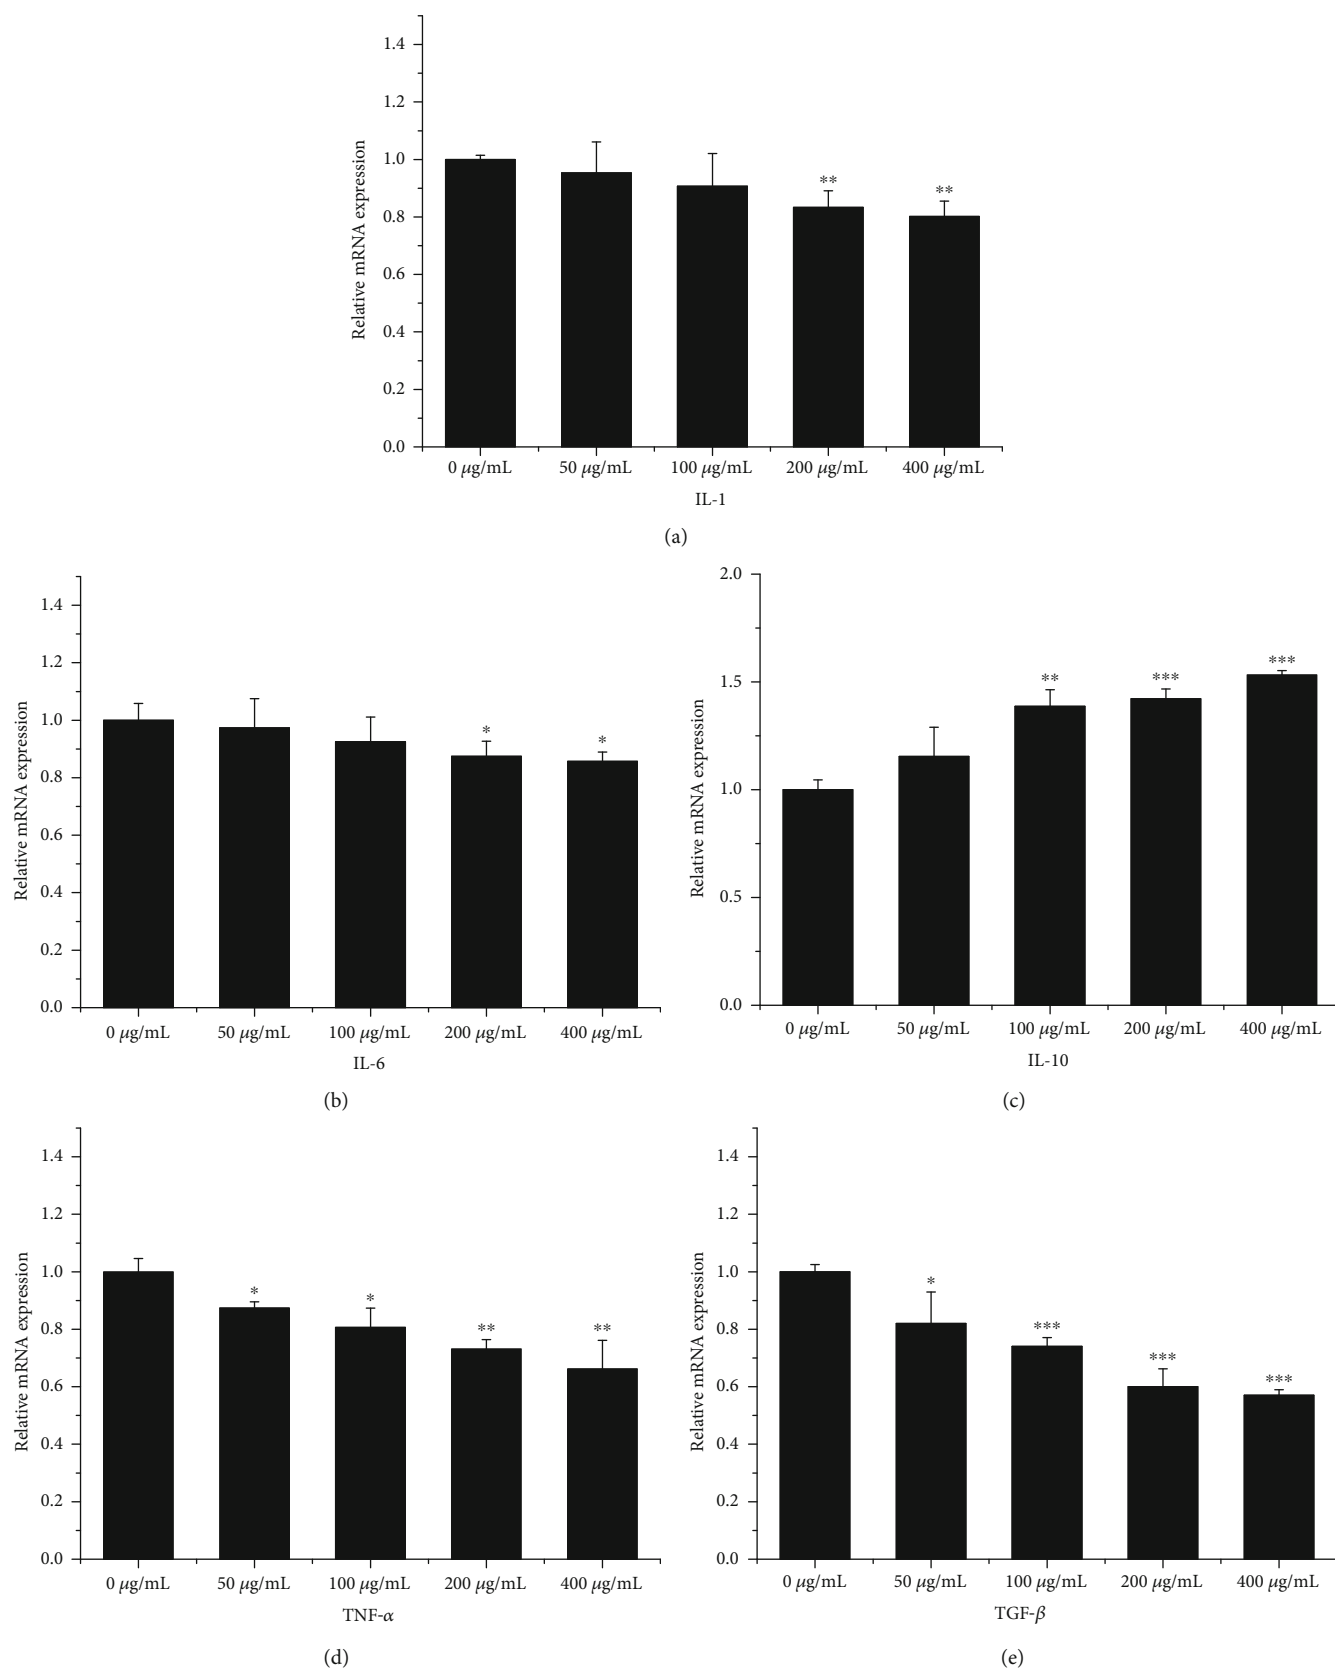 Relative mRNA expression
1.4
1.2
1.0
0.8
0.6
0.4
0.2
0.0
** **
0 μg/mL 50 μg/mL 100 μg/mL 200 μg/mL 400 μg/mL
IL-1
(a)
Relative mRNA expression
1.4
1.2
1.0
0.8
0.6
0.4
0.2
0.0
* *
0 μg/mL 50 μg/mL 100 μg/mL 200 μg/mL 400 μg/mL
IL-6
(b)
Relative mRNA expression
2.0
1.5
1.0
0.5
0.0
** *** ***
0 μg/mL 50 μg/mL 100 μg/mL 200 μg/mL 400 μg/mL
IL-10
(c)
Relative mRNA expression
1.4
1.2
1.0
0.8
0.6
0.4
0.2
0.0
* * ** **
0 μg/mL 50 μg/mL 100 μg/mL 200 μg/mL 400 μg/mL
TNF-α
(d)
Relative mRNA expression
1.4
1.2
1.0
0.8
0.6
0.4
0.2
0.0
* *** *** ***
0 μg/mL 50 μg/mL 100 μg/mL 200 μg/mL 400 μg/mL
TGF-β
(e)